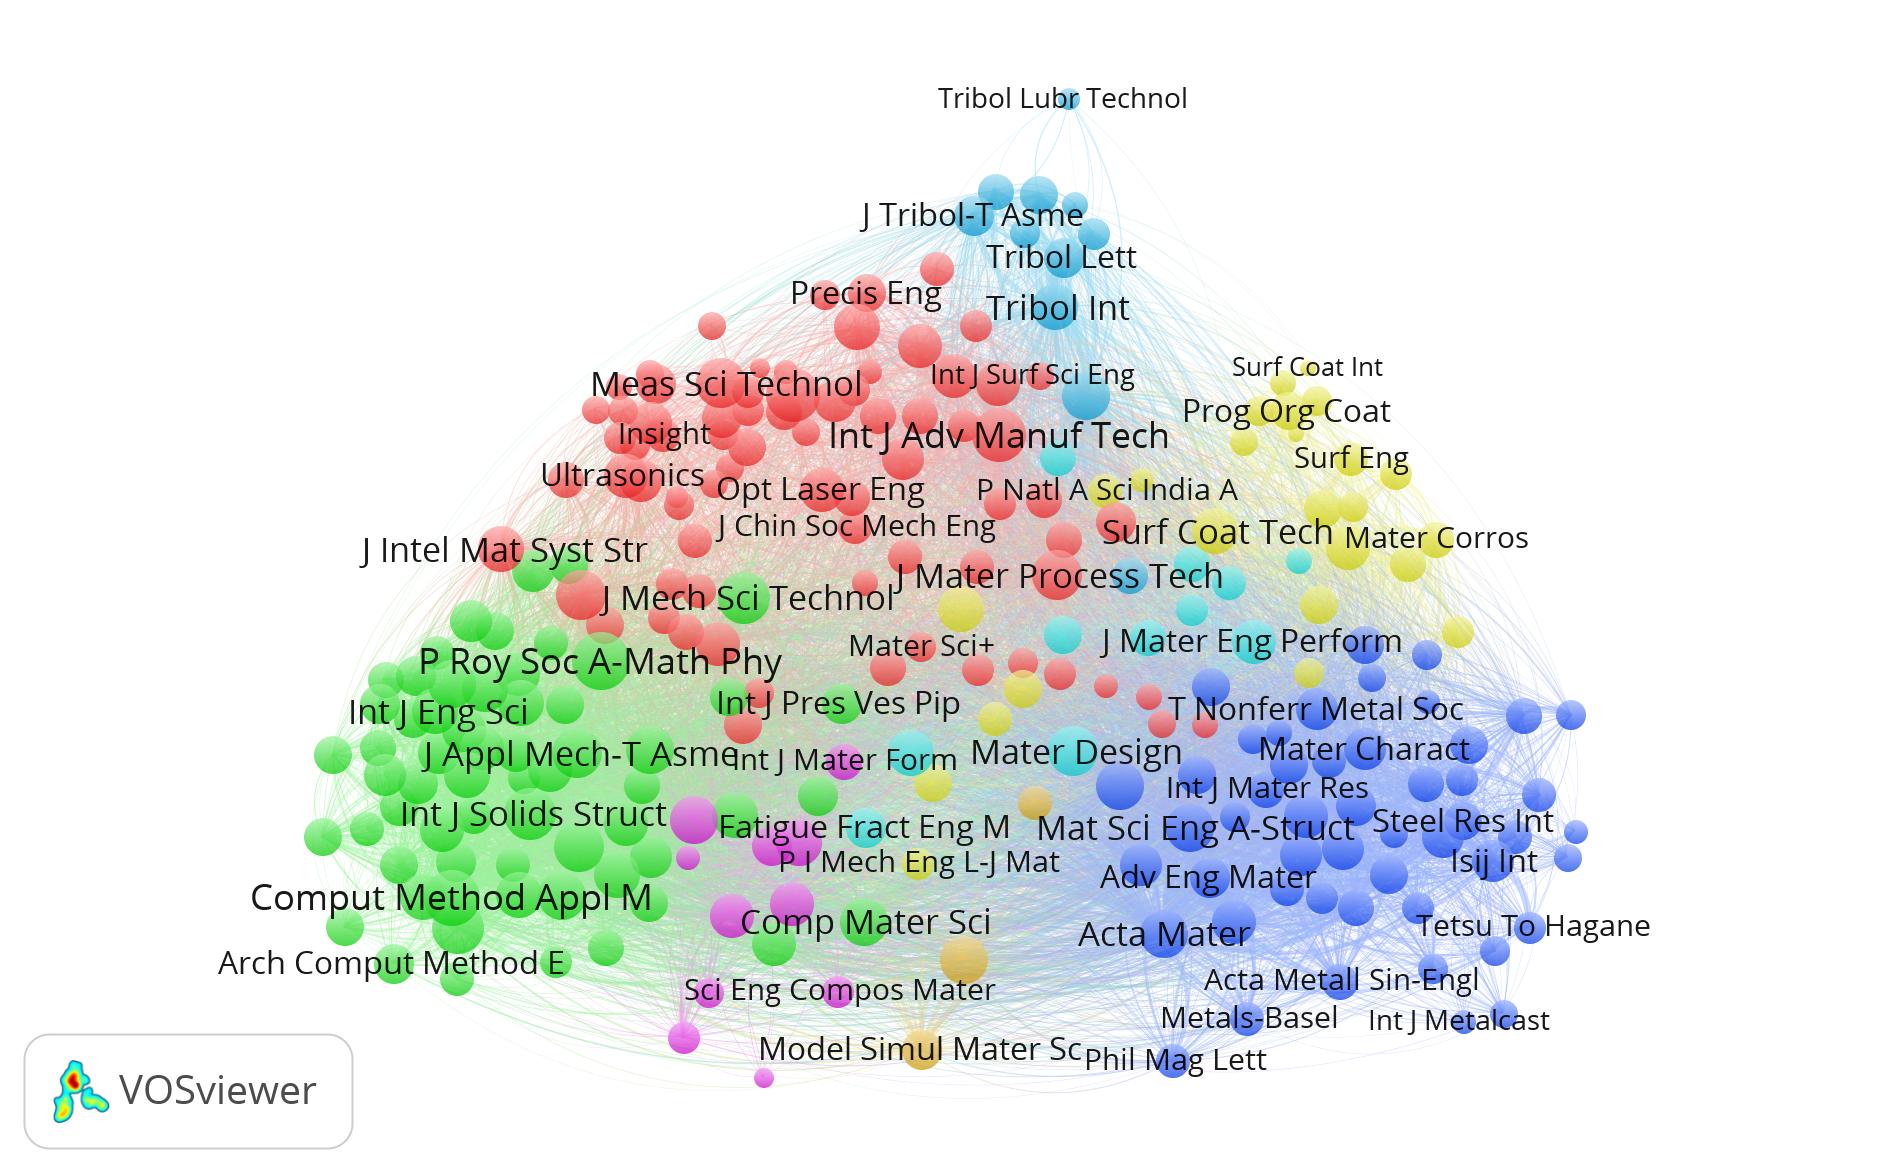 Tribol Lubr Technol
J Tribol-T Asme
Tribol Lett
Precis Eng
Tribol Int
Surf Coat Int
Meas Sci Technol
Int J Surf Sci Eng
Prog Org Coat
Insight
Int J Adv Manuf Tech
Surf Eng
Ultrasonics
Opt Laser Eng
P Natl A Sci India A
J Chin Soc Mech Eng
Surf Coat Tech
Mater Corros
J Intel Mat Syst Str
J Mater Process Tech
J Mech Sci Technol
Mater Sci+
J Mater Eng Perform
P Roy Soc A-Math Phy
Int J Pres Ves Pip
T Nonferr Metal Soc
Int J Eng Sci
J Appl Mech-T Asme
Int J Mater Form
Mater Design
Mater Charact
Int J Mater Res
Int J Solids Struct
Fatigue Fract Eng M
Mat Sci Eng A-Struct
Steel Res Int
P I Mech Eng L-J Mat
Isij Int
Adv Eng Mater
Comput Method Appl M
Comp Mater Sci
Acta Mater
Tetsu To Hagane
Arch Comput Method E
Acta Metall Sin-Engl
Sci Eng Compos Mater
Metals-Basel
Int J Metalcast
Model Simul Mater Sc
Phil Mag Lett
VOSviewer